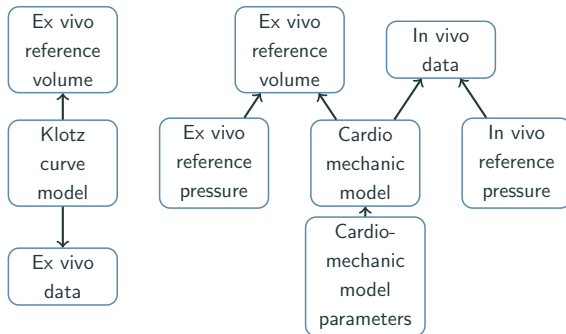 Ex vivo
reference
volume
Klotz
curve
model
Ex vivo
data
Ex vivo
reference
volume
In vivo
data
Ex vivo
reference
pressure
Cardio
mechanic
model
In vivo
reference
pressure
Cardio-
mechanic
model
parameters